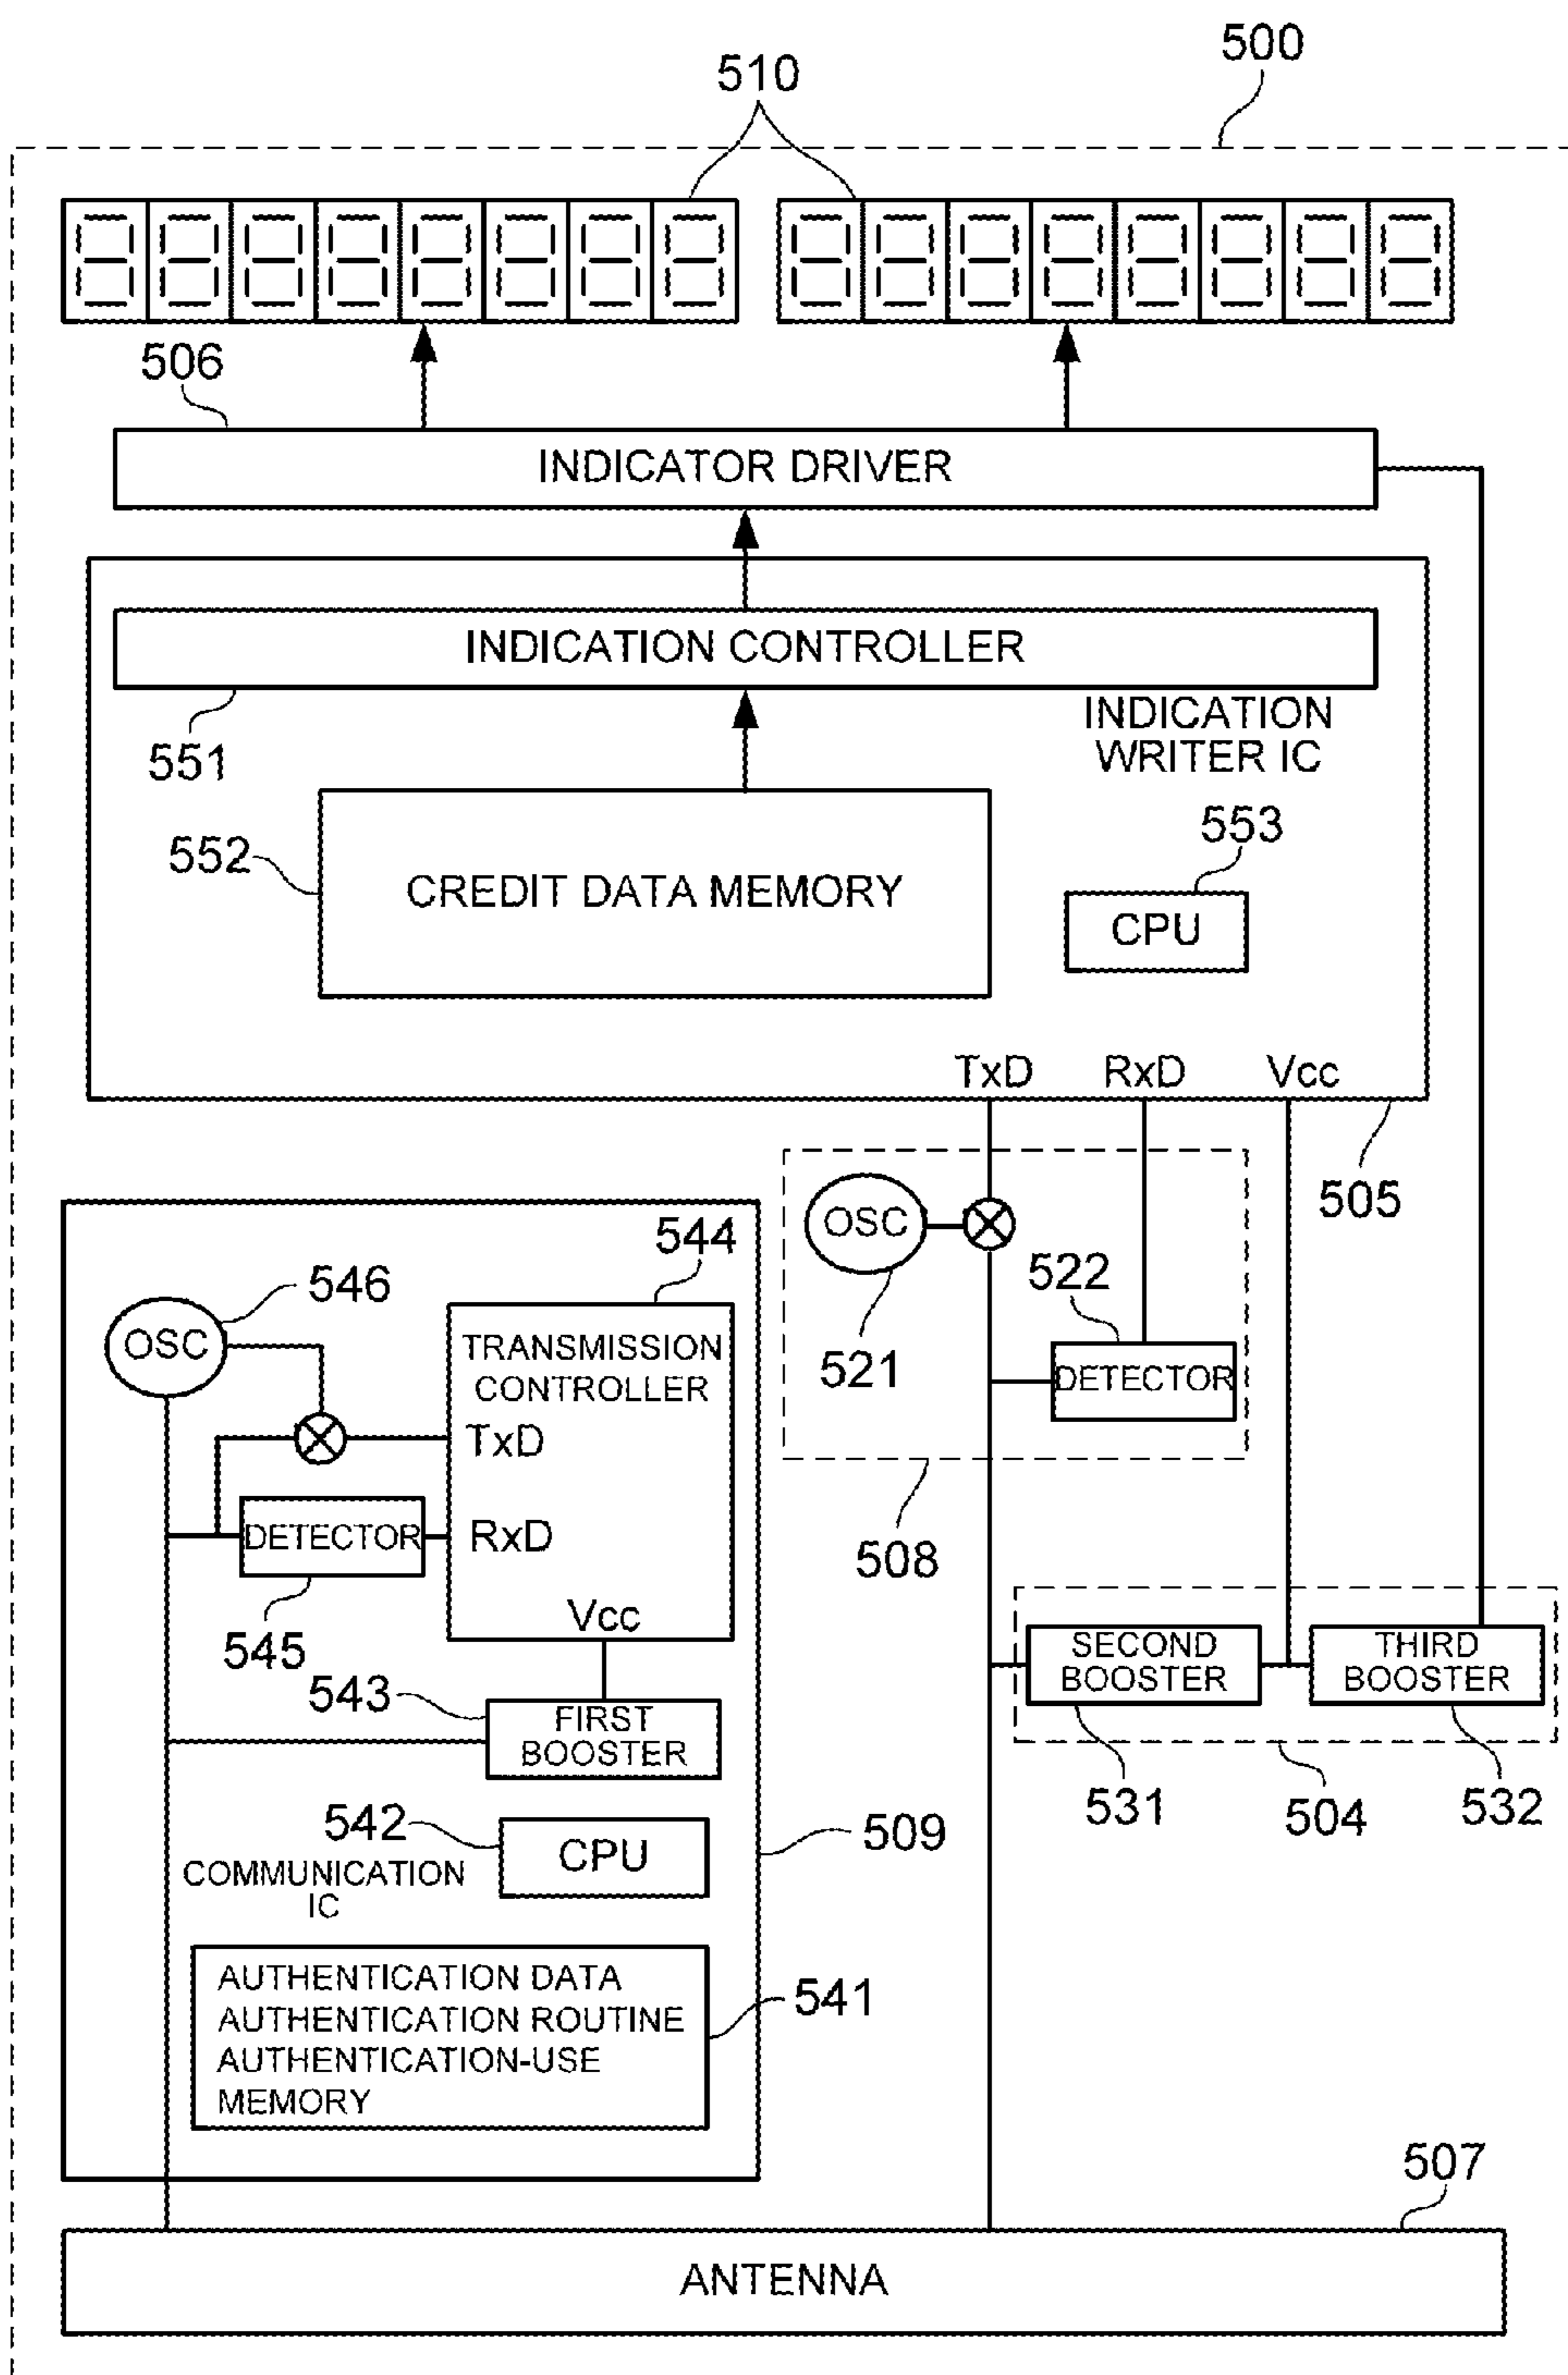 500
510
506
INDICATOR DRIVER
INDICATION CONTROLLER
551
INDICATION
WRITER IC
552
CREDIT DATA MEMORY
553
CPU
TxD RxD Vcc
505
OSC
521
522
DETECTOR
508
544
546
OSC
TRANSMISSION
CONTROLLER
TxD
DETECTOR
RxD
545
Vcc
543
FIRST
BOOSTER
SECOND
BOOSTER
THIRD
BOOSTER
531
504
532
542
CPU
509
COMMUNICATION
IC
AUTHENTICATION DATA
AUTHENTICATION ROUTINE
AUTHENTICATION-USE
MEMORY
541
507
ANTENNA